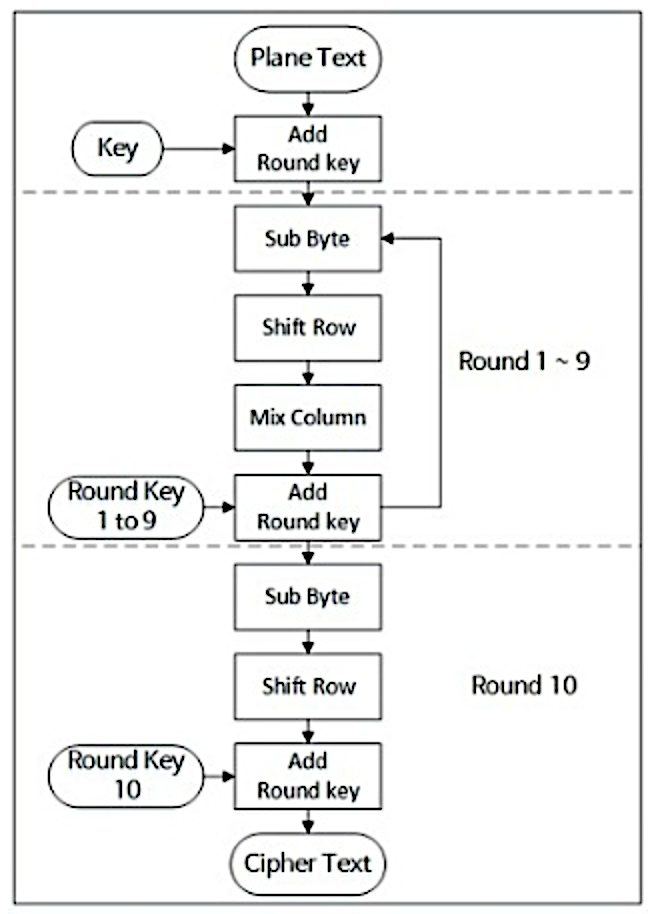 Plane Text
Key
Add
Round key
Sub Byte
Shift Row
Round 1 ~ 9
Mix Column
Round Key
1 to 9
Add
Round key
Sub Byte
Shift Row
Round 10
Round Key
10
Add
Round key
Cipher Text